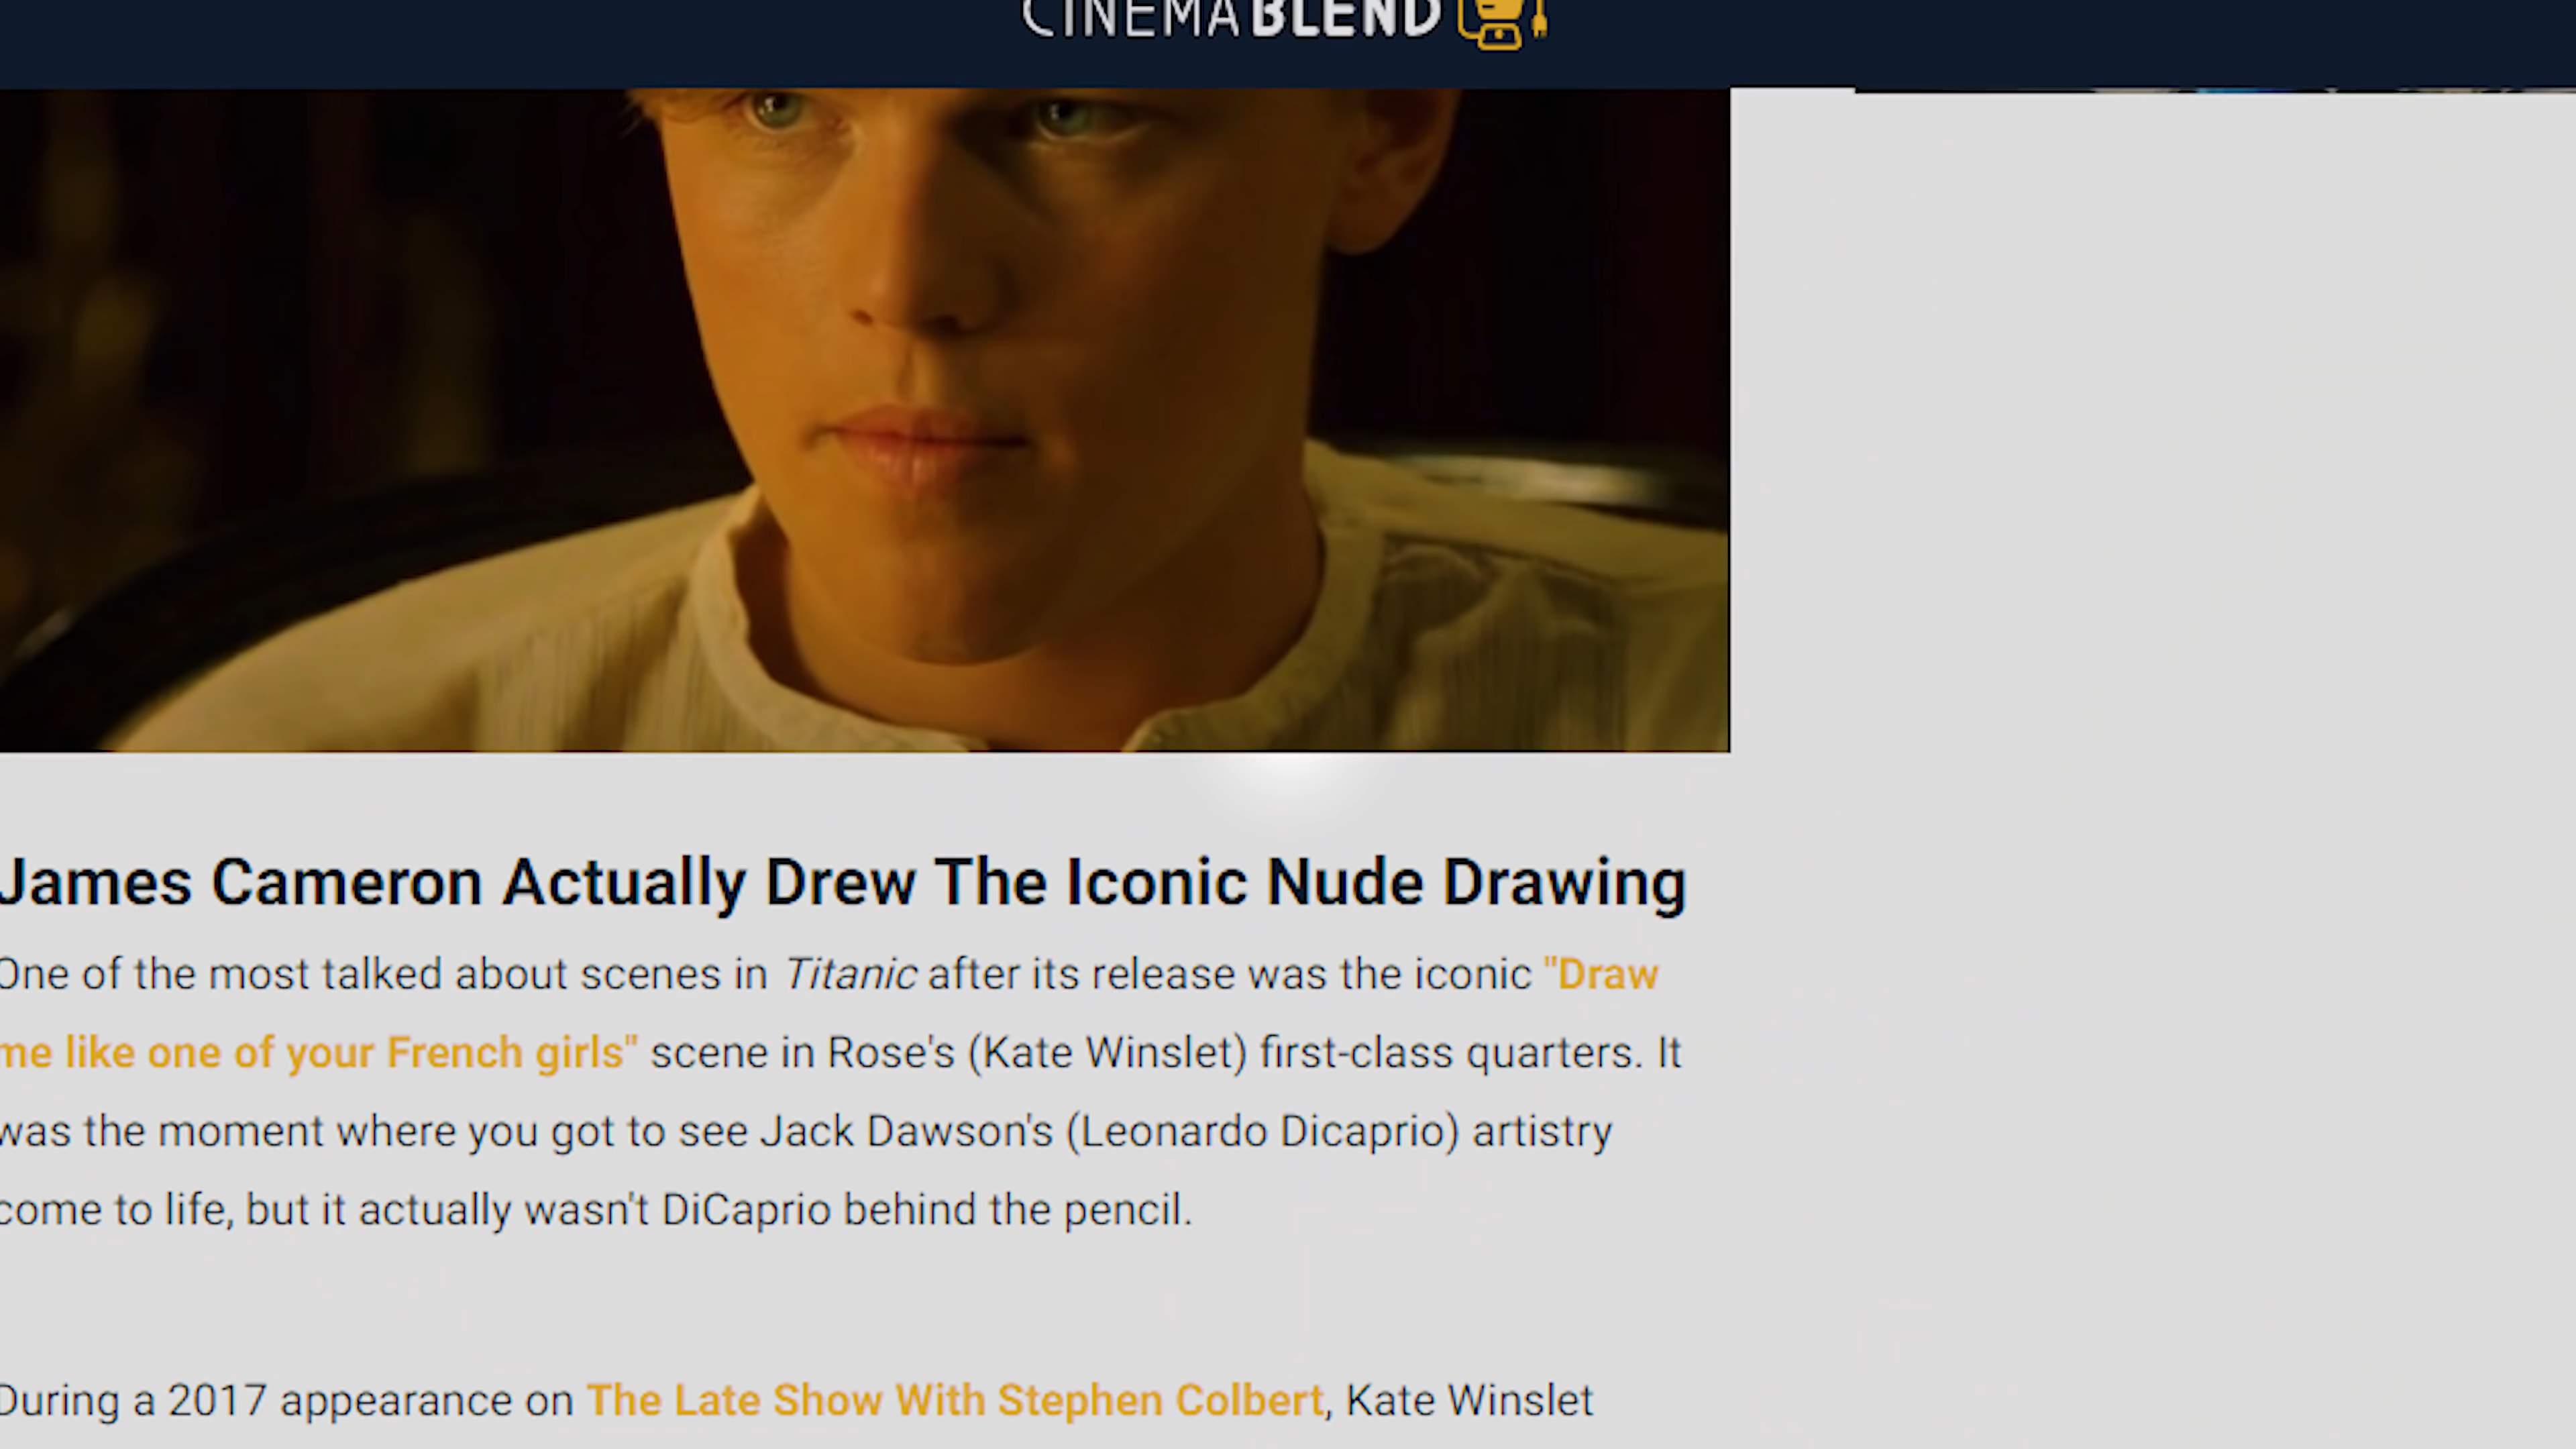 CINEMABLEND
James Cameron Actually Drew The Iconic Nude Drawing
One of the most talked about scenes in Titanic after its release was the iconic "Draw
me like one of your French girls" scene in Rose's (Kate Winslet) first-class quarters. It
was the moment where you got to see Jack Dawson's (Leonardo Dicaprio) artistry
come to life, but it actually wasn't DiCaprio behind the pencil.
During a 2017 appearance on The Late Show With Stephen Colbert, Kate Winslet